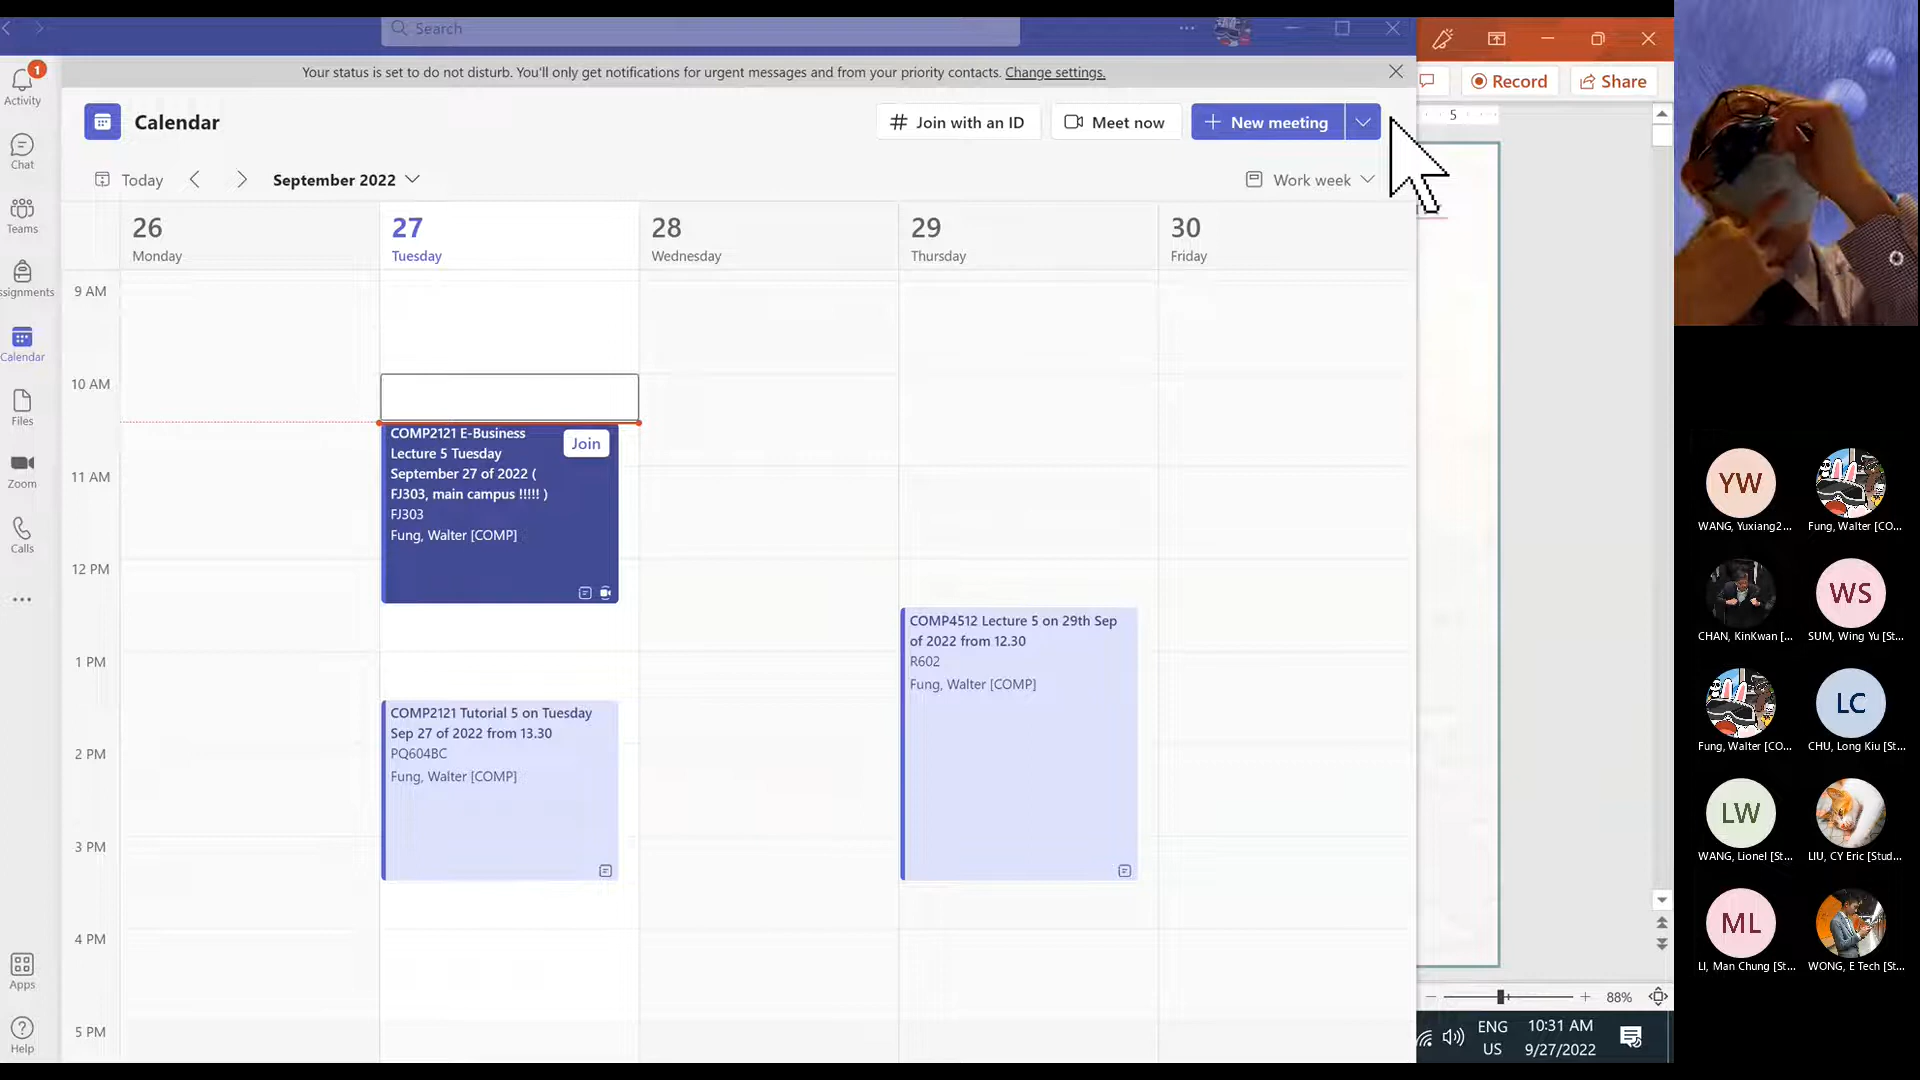 Search
Your status is set to do not disturb. You'll only get notifications for urgent messages and from your priority contacts. Change settings.
1
Activity
Chat
Teams
ssignments
Calendar
Files
Zoom
Calls
Apps
Help
Calendar
Join with an ID
Meet now
New meeting
Today
September 2022
Work week
26
Monday
27
Tuesday
28
Wednesday
29
Thursday
30
Friday
9 AM
10 AM
11 AM
12 PM
1 PM
2 PM
3 PM
4 PM
5 PM
COMP2121 E-Business
Lecture 5 Tuesday
September 27 of 2022 (
FJ303, main campus !!!!! )
FJ303
Fung, Walter [COMP]
Join
COMP2121 Tutorial 5 on Tuesday
Sep 27 of 2022 from 13.30
PQ604BC
Fung, Walter [COMP]
COMP4512 Lecture 5 on 29th Sep
of 2022 from 12.30
R602
Fung, Walter [COMP]
Record
Share
5
88%
ENG
US
10:31 AM
9/27/2022
YW
WANG, Yuxiang2...
Fung, Walter [CO...
CHAN, KinKwan [...
WS
SUM, Wing Yu [St...
Fung, Walter [CO...
LC
CHU, Long Kiu [St...
LW
WANG, Lionel [St...
LIU, CY Eric [Stud...
ML
LI, Man Chung [St...
WONG, E Tech [St...